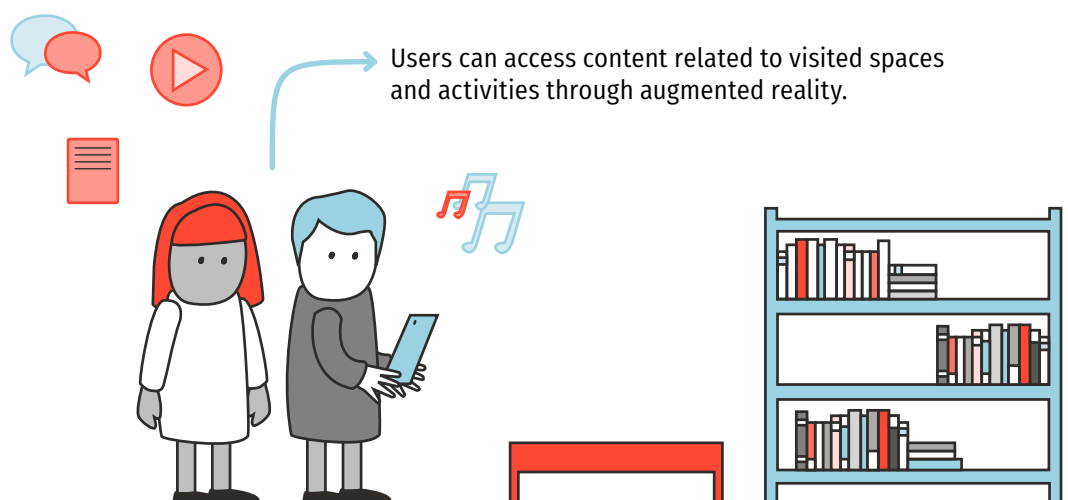 Users can access content related to visited spaces
and activities through augmented reality.